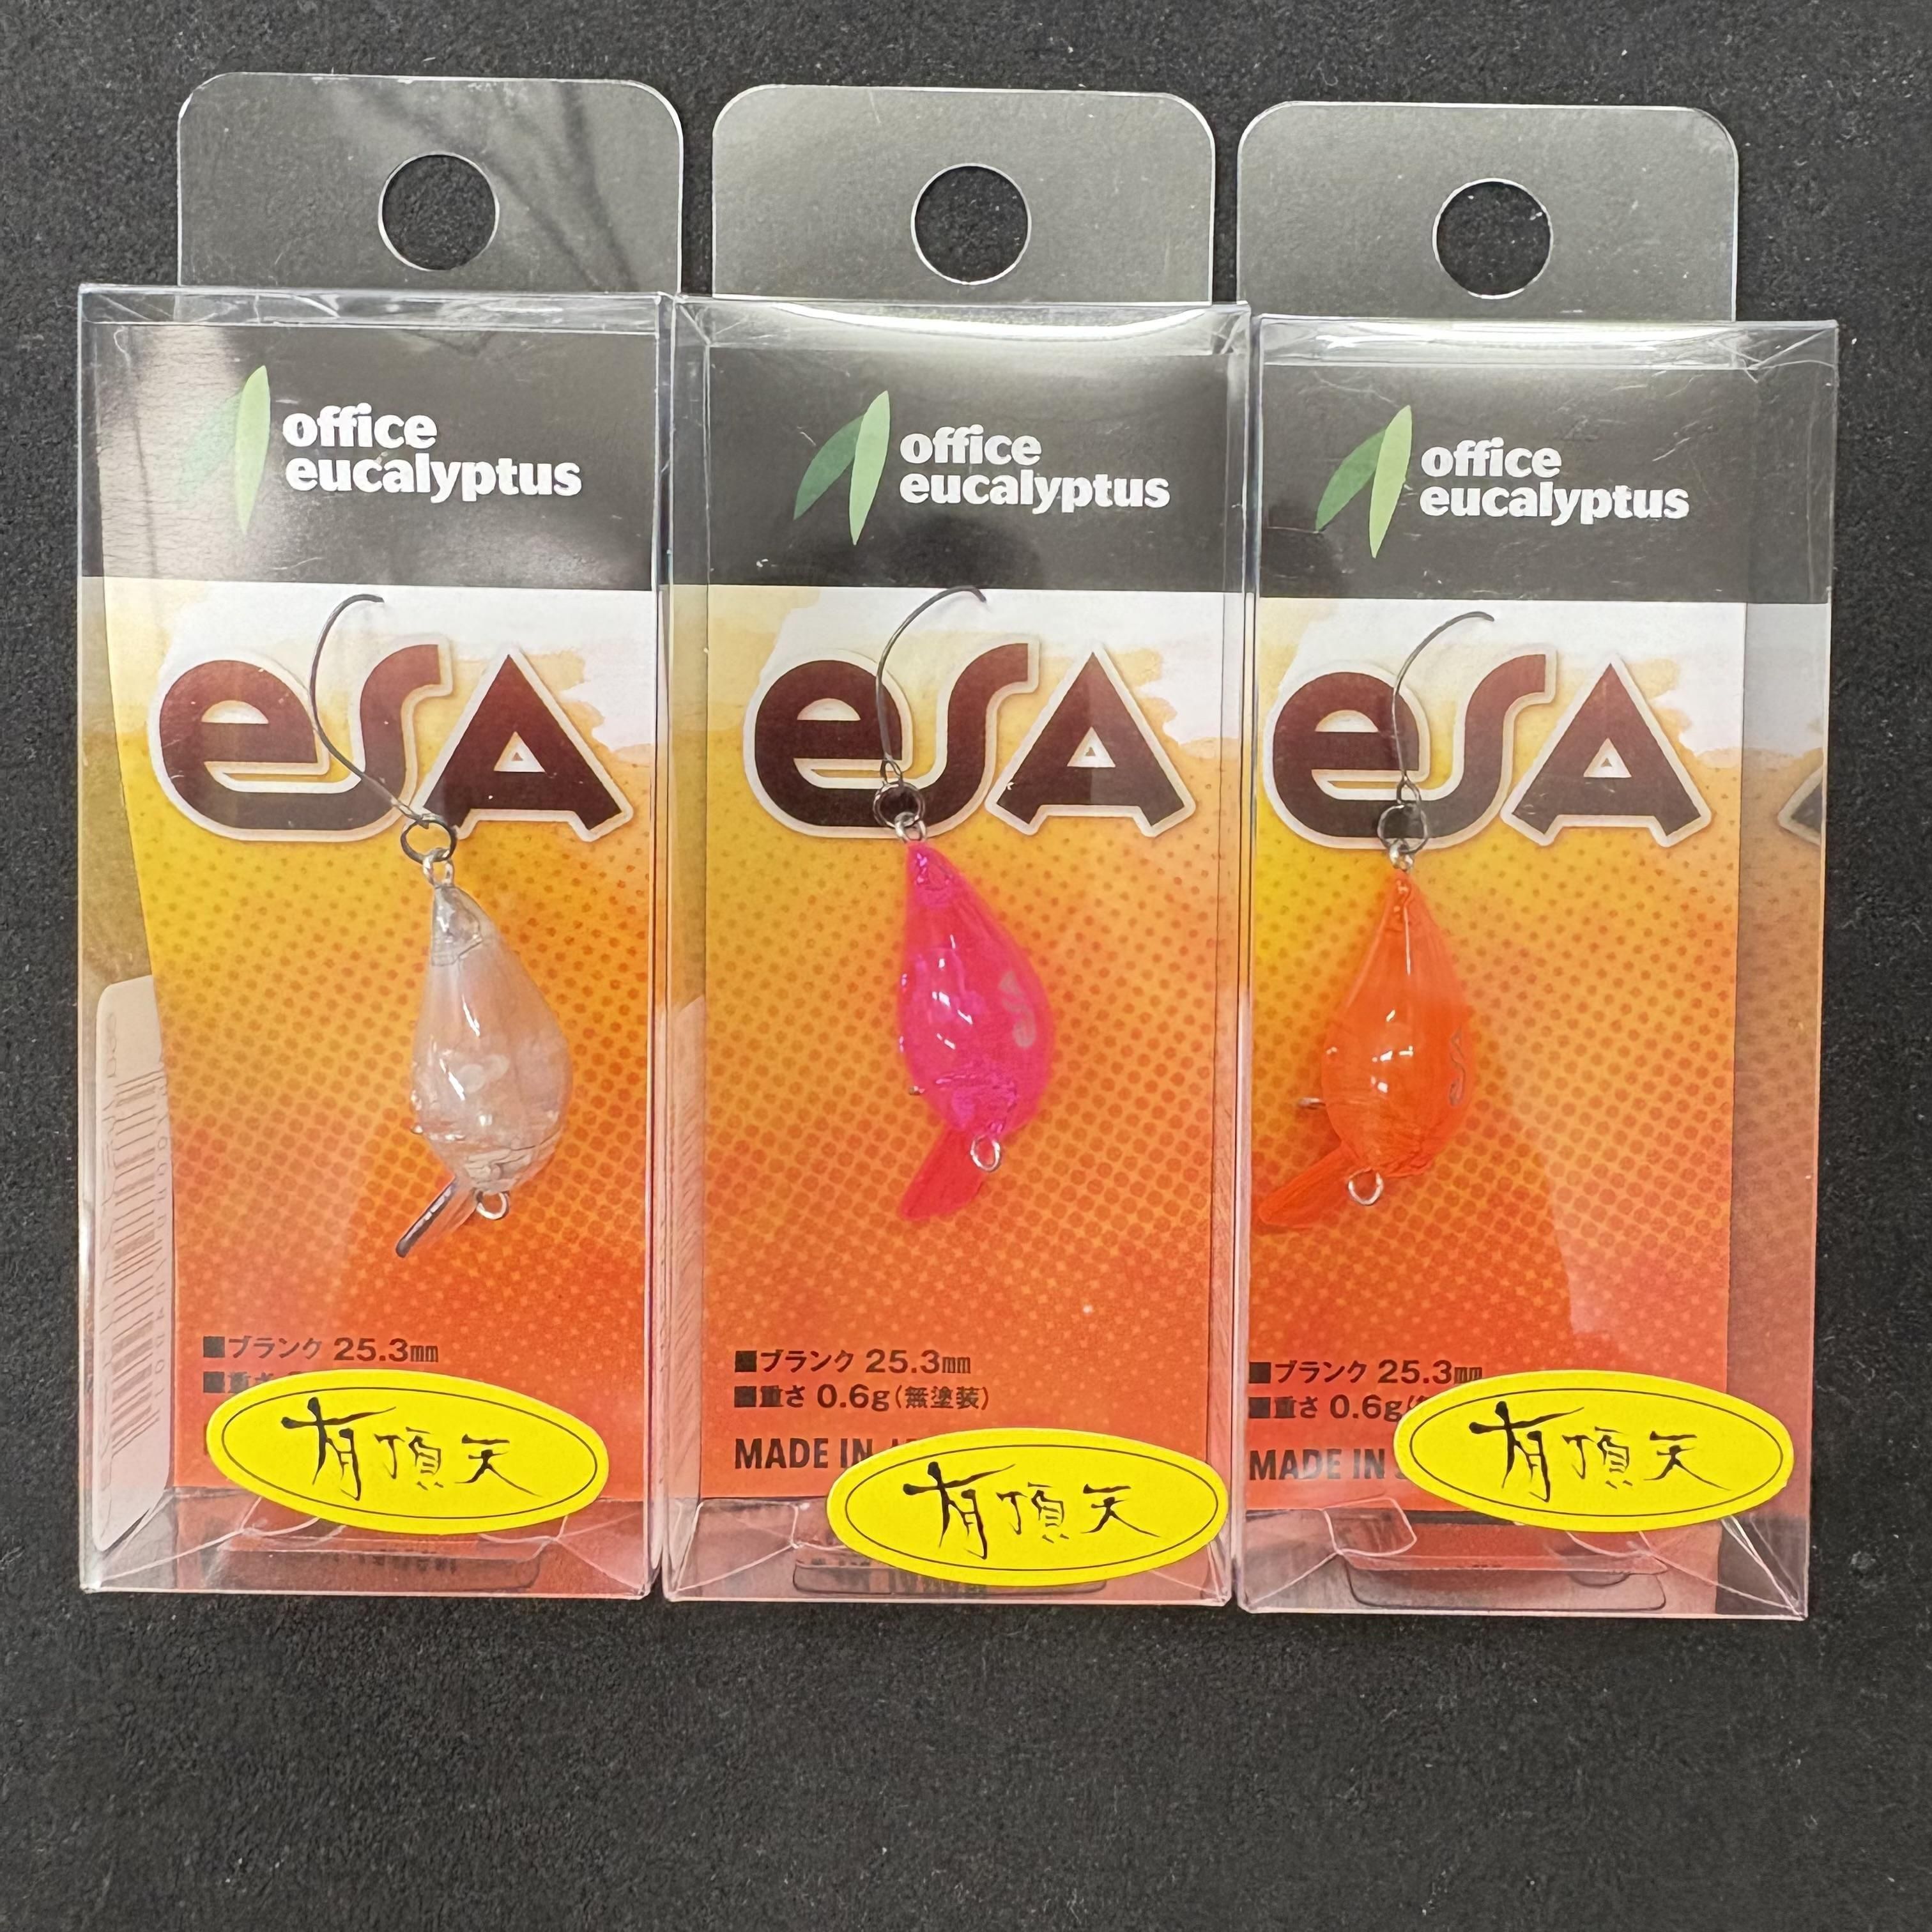 office
eucalyptus
esA
■ブランク 25.3mm
■重さ
有頂天
office
eucalyptus
esA
■ブランク 25.3mm
■重さ 0.6g(無塗装)
MADE IN
有頂天
office
eucalyptus
esA
■ブランク 25.3mm
■重さ 0.6g(
MADE IN
有頂天